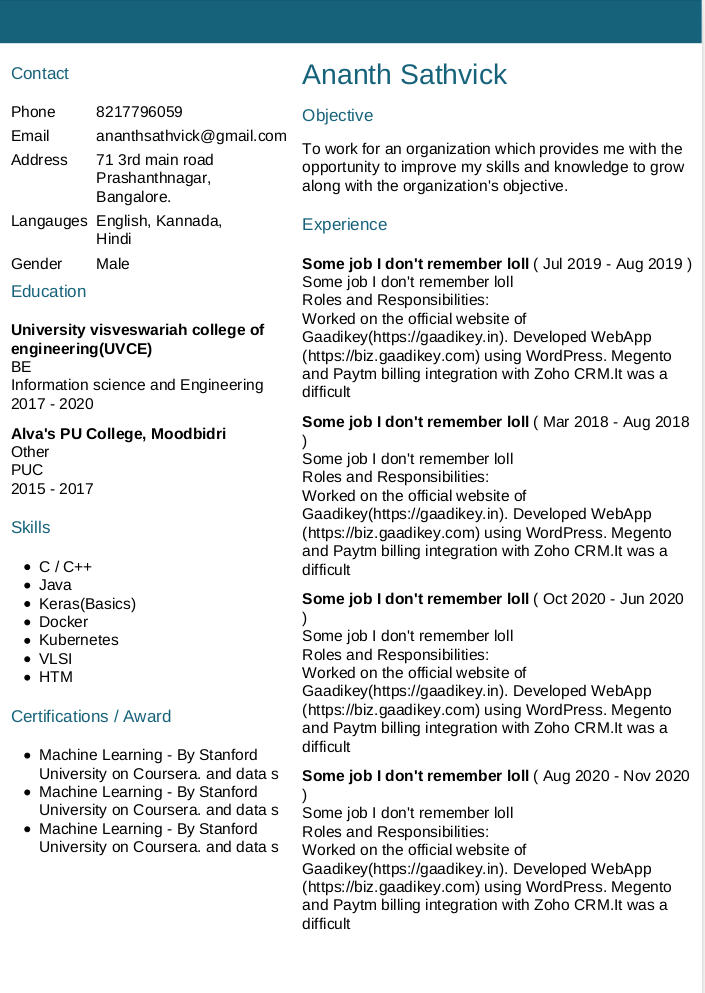 Contact
Phone 8217796059
Email ananthsathvick@gmail.com
Address 71 3rd main road
Prashanthnagar,
Bangalore.
Langauges English, Kannada,
Hindi
Gender Male
Education
University visveswariah college of
engineering(UVCE)
BE
Information science and Engineering
2017 - 2020
Alva's PU College, Moodbidri
Other
PUC
2015 - 2017
Skills
• C / C++
• Java
• Keras(Basics)
• Docker
• Kubernetes
• VLSI
• HTM
Certifications / Award
• Machine Learning - By Stanford
University on Coursera. and data s
• Machine Learning - By Stanford
University on Coursera. and data s
• Machine Learning - By Stanford
University on Coursera. and data s
Ananth Sathvick
Objective
To work for an organization which provides me with the
opportunity to improve my skills and knowledge to grow
along with the organization's objective.
Experience
Some job I don't remember loll ( Jul 2019 - Aug 2019 )
Some job I don't remember loll
Roles and Responsibilities:
Worked on the official website of
Gaadikey(https://gaadikey.in). Developed WebApp
(https://biz.gaadikey.com) using WordPress. Megento
and Paytm billing integration with Zoho CRM.It was a
difficult
Some job I don't remember loll ( Mar 2018 - Aug 2018
)
Some job I don't remember loll
Roles and Responsibilities:
Worked on the official website of
Gaadikey(https://gaadikey.in). Developed WebApp
(https://biz.gaadikey.com) using WordPress. Megento
and Paytm billing integration with Zoho CRM.It was a
difficult
Some job I don't remember loll ( Oct 2020 - Jun 2020
)
Some job I don't remember loll
Roles and Responsibilities:
Worked on the official website of
Gaadikey(https://gaadikey.in). Developed WebApp
(https://biz.gaadikey.com) using WordPress. Megento
and Paytm billing integration with Zoho CRM.It was a
difficult
Some job I don't remember loll ( Aug 2020 - Nov 2020
)
Some job I don't remember loll
Roles and Responsibilities:
Worked on the official website of
Gaadikey(https://gaadikey.in). Developed WebApp
(https://biz.gaadikey.com) using WordPress. Megento
and Paytm billing integration with Zoho CRM.It was a
difficult